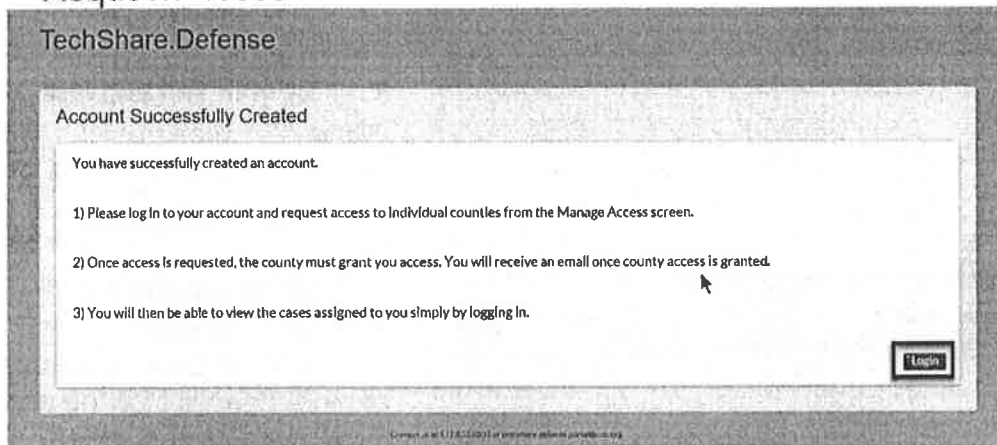 TechShare.Defense
Account Successfully Created
You have successfully created an account.
1) Please log in to your account and request access to individual counties from the Manage Access screen.
2) Once access is requested, the county must grant you access. You will receive an email once county access is granted.
3) You will then be able to view the cases assigned to you simply by logging in.
Login